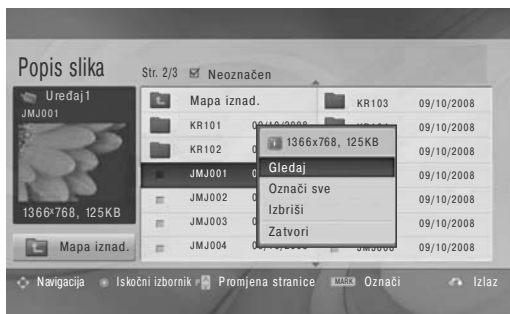 Popis slika
Str. 2/3 Neoznačen
Uređaj1
JMJ001
1366x768, 125KB
Mapa iznad.
Mapa iznad.
KR101
KR102
JMJ001
JMJ002
JMJ003
JMJ004
KR103 09/10/2008
09/10/2008
09/10/2008
09/10/2008
09/10/2008
09/10/2008
09/10/2008
1366x768, 125KB
Gledaj
Označi sve
Izbriši
Zatvori
Navigacija Iskočni izbornik Promjena stranice MARK Označi Izlaz